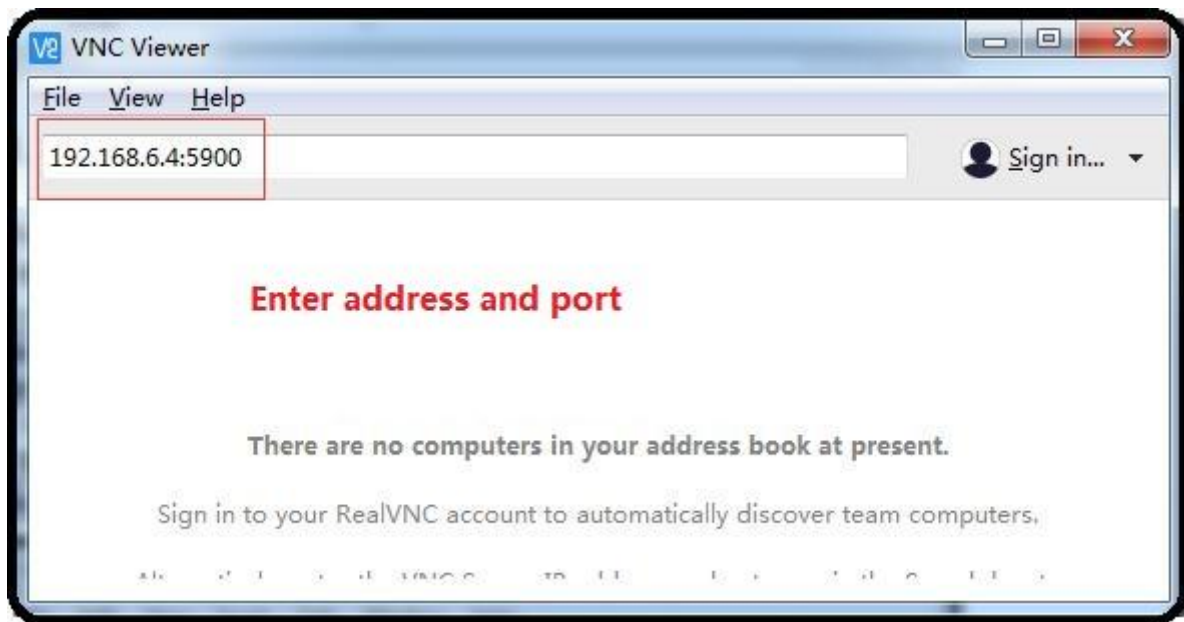 VNC Viewer
File View Help
192.168.6.4:5900
Sign in...
Enter address and port
There are no computers in your address book at present.
Sign in to your RealVNC account to automatically discover team computers.